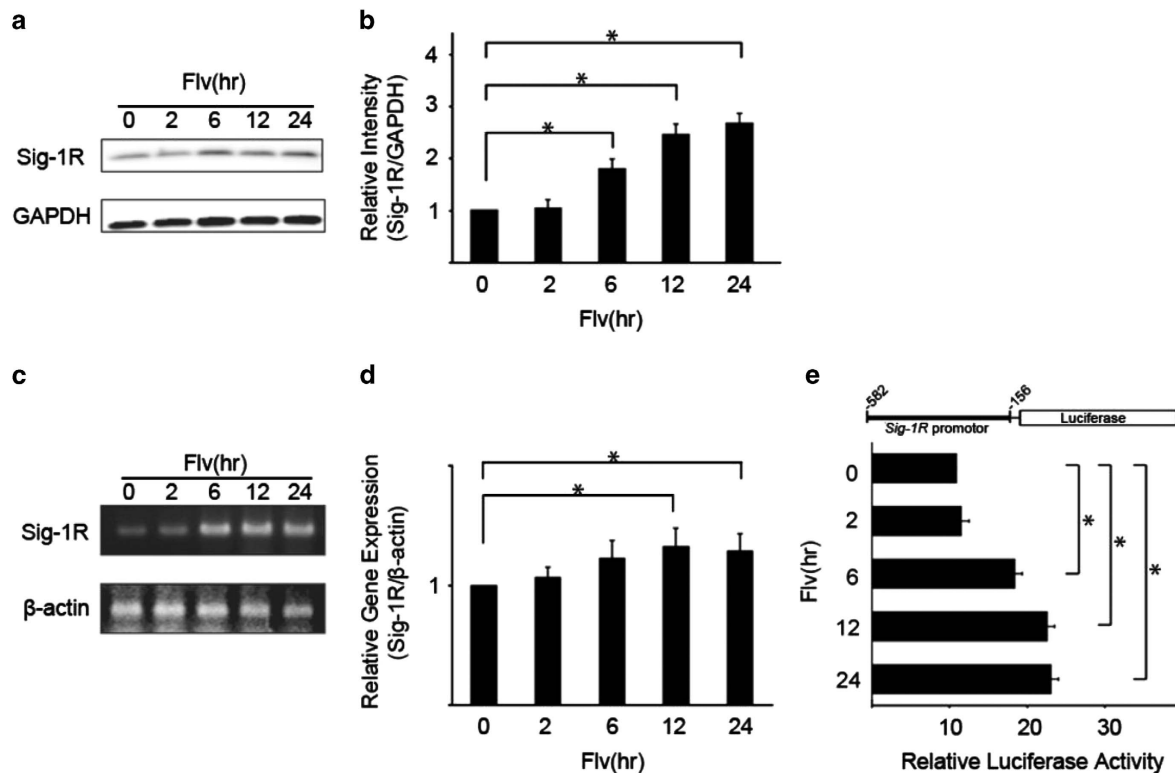 a
Flv(hr)
0 2 6 12 24
Sig-1R
GAPDH
b
Relative Intensity
(Sig-1R/GAPDH)
4
3
2
1
* * *
0 2 6 12 24
Flv(hr)
c
Flv(hr)
0 2 6 12 24
Sig-1R
β-actin
d
Relative Gene Expression
(Sig-1R/β-actin)
1
* *
0 2 6 12 24
Flv(hr)
e
-582 -156
Sig-1R promotor
Luciferase
Flv(hr)
0
2
6
12
24
* * *
10 20 30
Relative Luciferase Activity